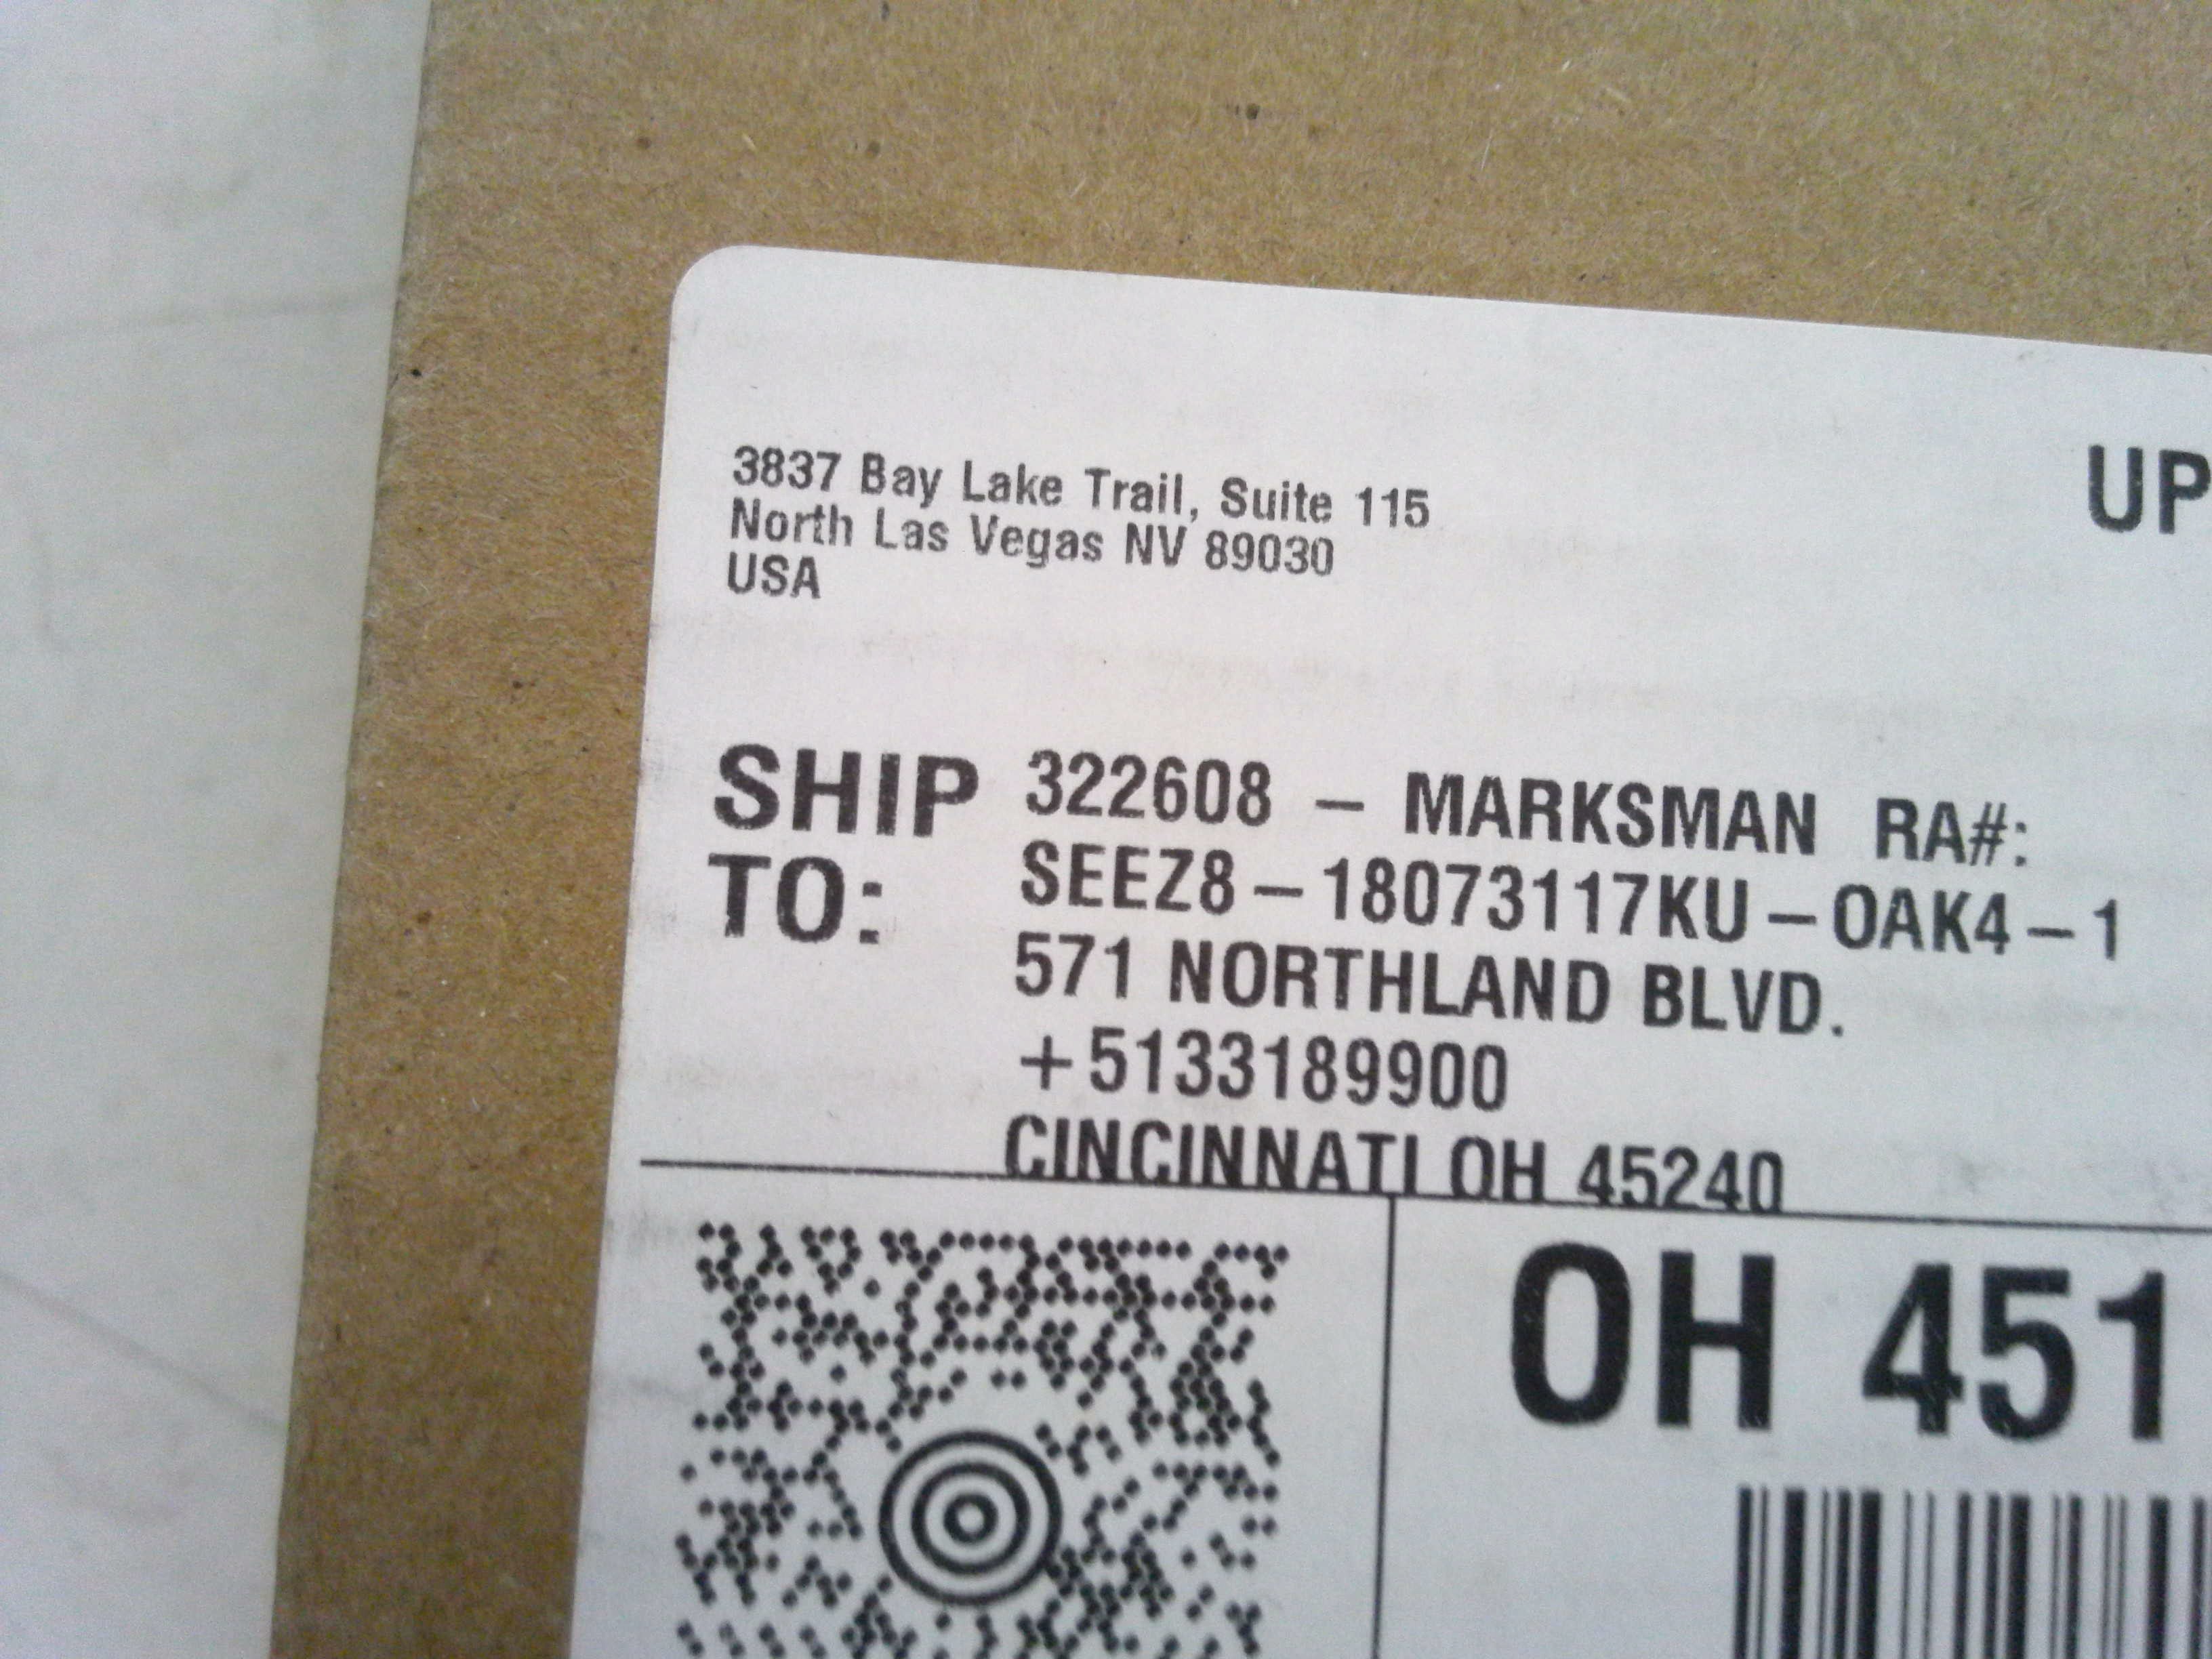 3837 Bay Lake Trail, Suite 115
North Las Vegas NV 89030
USA
UP
SHIP TO:
322608 - MARKSMAN RA#:
SEEZ8-18073117KU-OAK4-1
571 NORTHLAND BLVD.
+5133189900
CINCINNATI OH 45240
OH 451